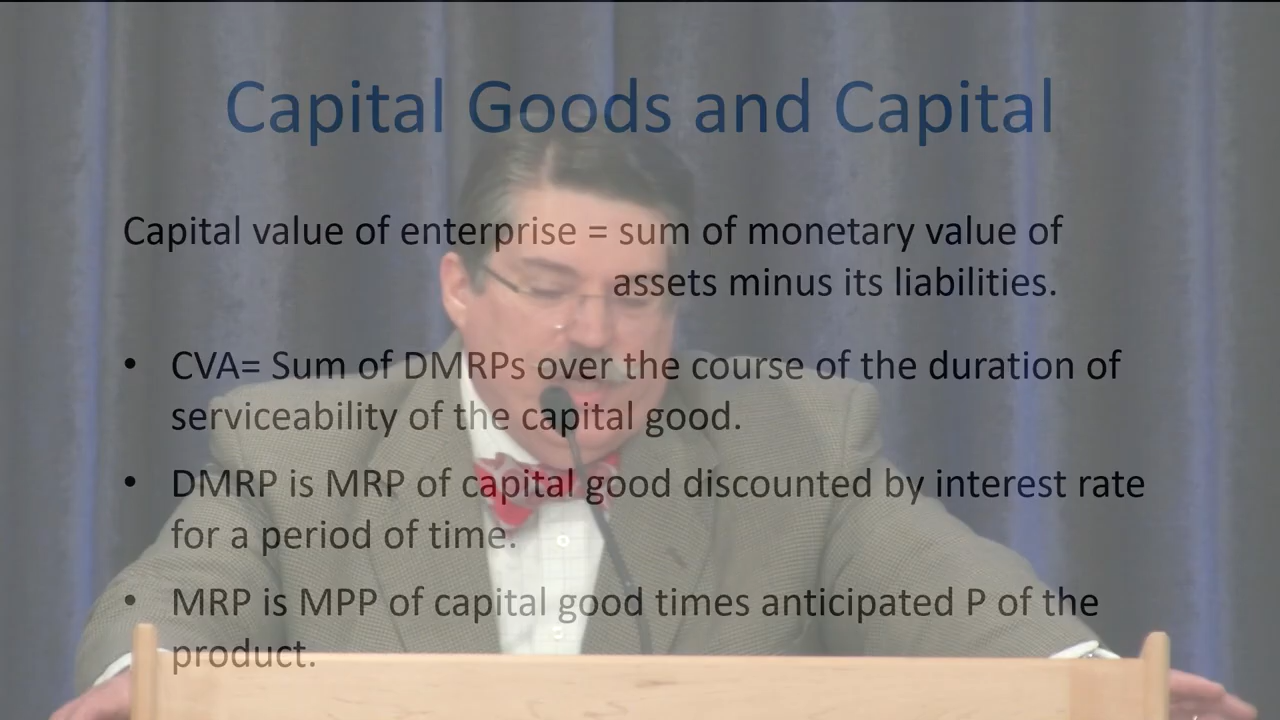 Capital Goods and Capital
Capital value of enterprise = sum of monetary value of
assets minus its liabilities.
• CVA= Sum of DMRPs over the course of the duration of
serviceability of the capital good.
• DMRP is MRP of capital good discounted by interest rate
for a period of time.
• MRP is MPP of capital good times anticipated P of the
product.